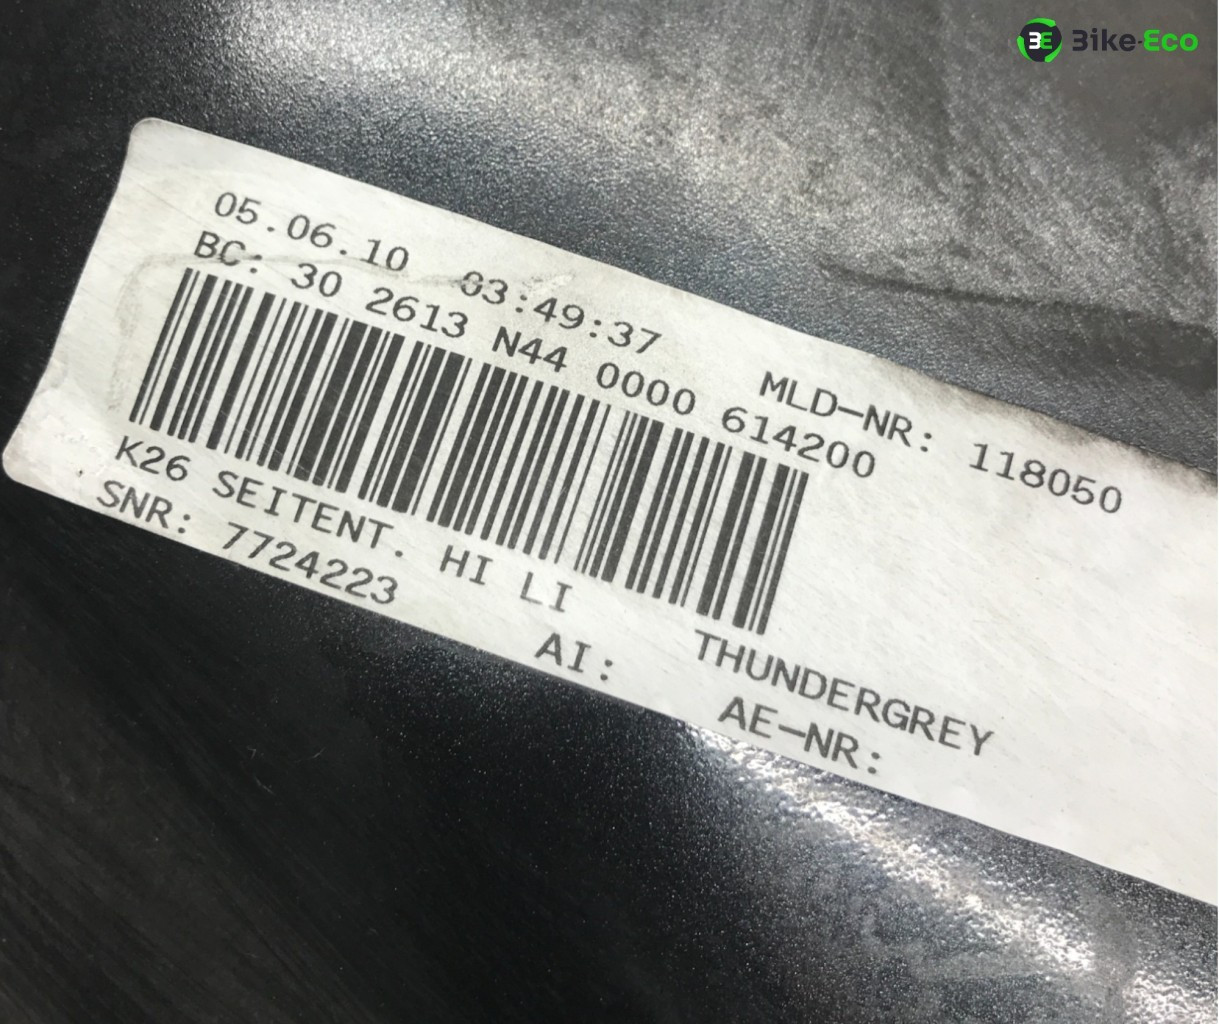 BE Bike-Eco
05.06.10 03:49:37 MLD-NR: 118050
BC: 30 2613 N44 0000 614200
K26 SEITENT. HI LI THUNDERGREY
SNR: 7724223 AI: AE-NR: